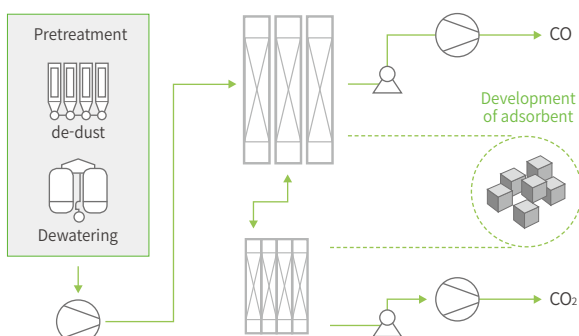 Pretreatment
de-dust
Dewatering
CO
Development
of adsorbent
CO₂